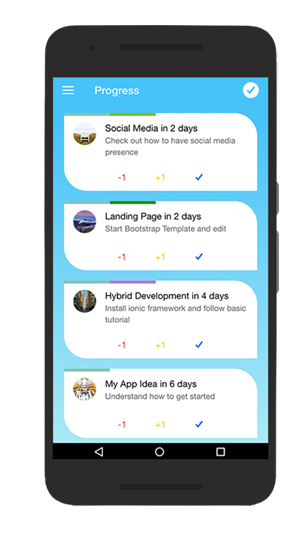 Progress
Social Media in 2 days
Check out how to have social media
presence
-1 +1
Landing Page in 2 days
Start Bootstrap Template and edit
-1 +1
Hybrid Development in 4 days
Install ionic framework and follow basic
tutorial
-1 +1
My App Idea in 6 days
Understand how to get started
-1 +1